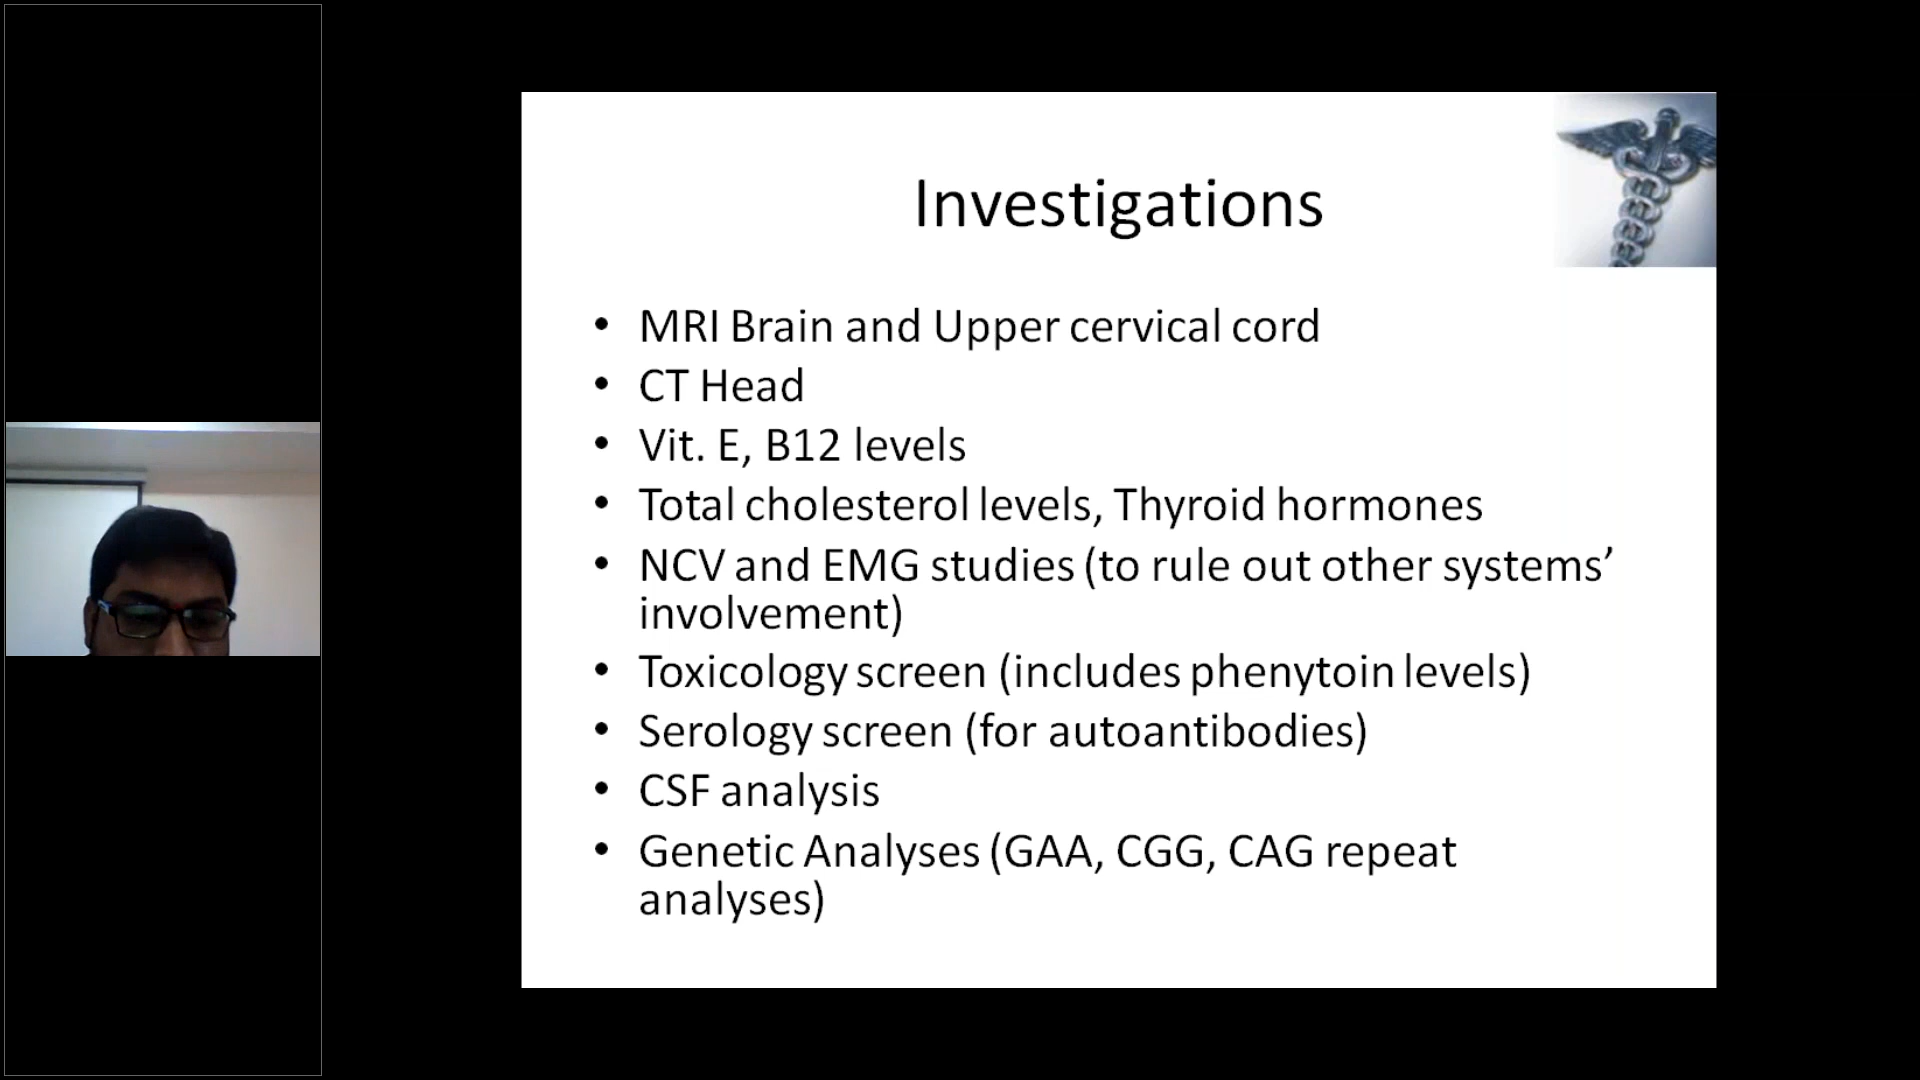 Investigations
• MRI Brain and Upper cervical cord
• CT Head
• Vit. E, B12 levels
• Total cholesterol levels, Thyroid hormones
• NCV and EMG studies (to rule out other systems’
involvement)
• Toxicology screen (includes phenytoin levels)
• Serology screen (for autoantibodies)
• CSF analysis
• Genetic Analyses (GAA, CGG, CAG repeat
analyses)